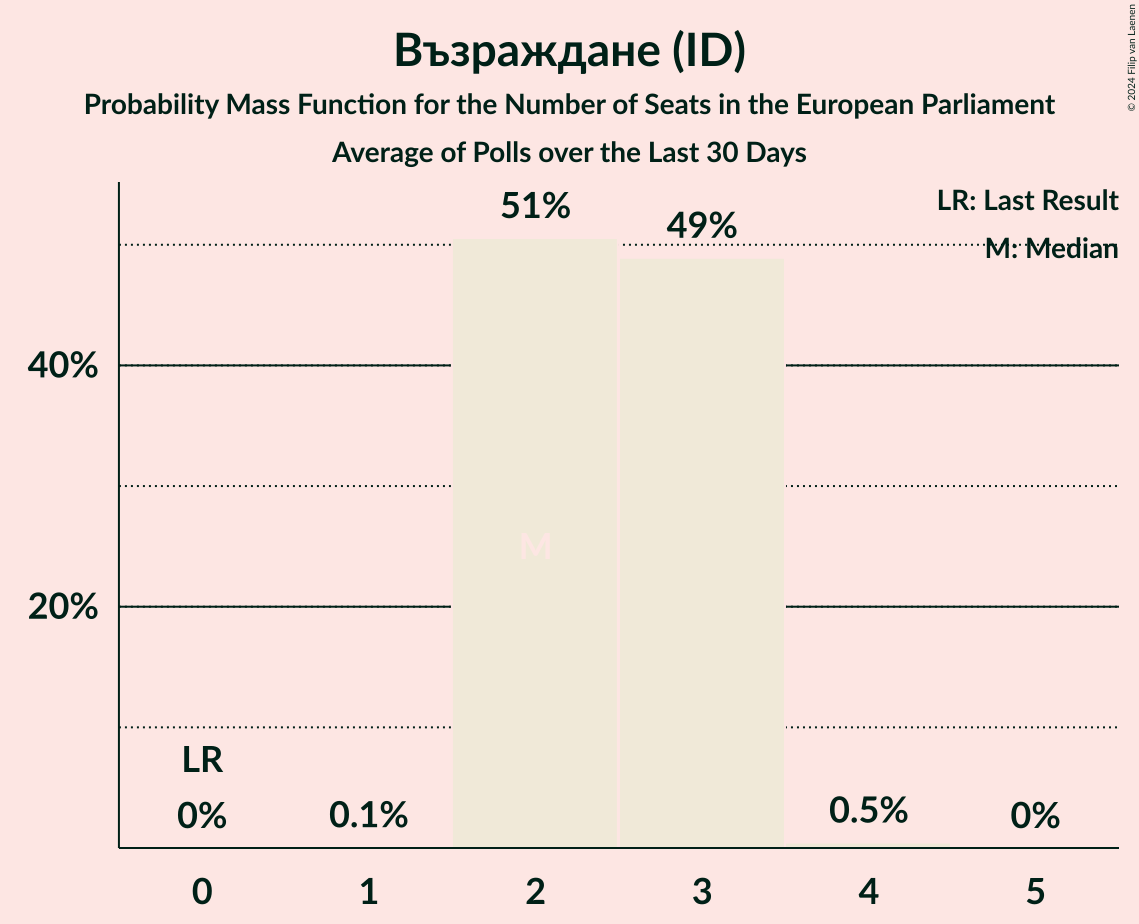 Възраждане (ID)
Probability Mass Function for the Number of Seats in the European Parliament
Average of Polls over the Last 30 Days
© 2024 Filip van Laenen
LR: Last Result
M: Median
51%
49%
40%
M
20%
LR
0%
0.1%
0.5%
0%
0 1 2 3 4 5